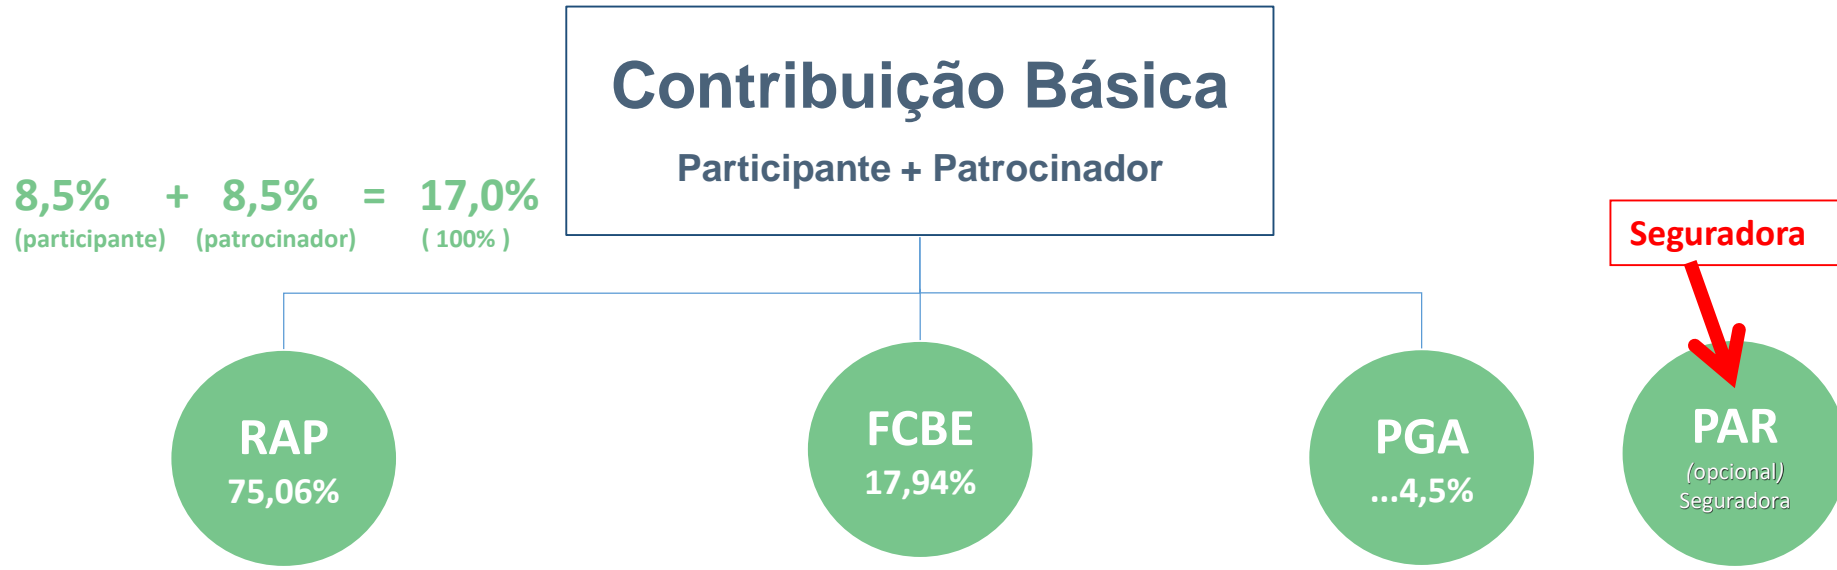 Contribuição Básica
Participante + Patrocinador
8,5% + 8,5% = 17,0%
(participante) (patrocinador) ( 100% )
Seguradora
RAP
75,06%
FCBE
17,94%
PGA
...4,5%
PAR
(opcional)
Seguradora